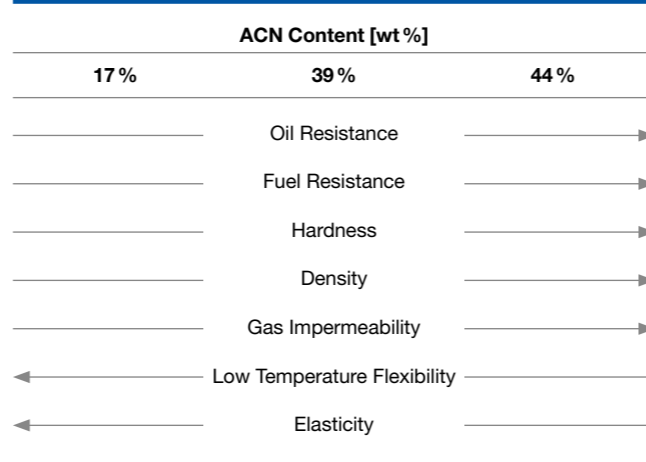 ACN Content [wt %]
17 % 39 % 44 %
Oil Resistance
Fuel Resistance
Hardness
Density
Gas Impermeability
Low Temperature Flexibility
Elasticity